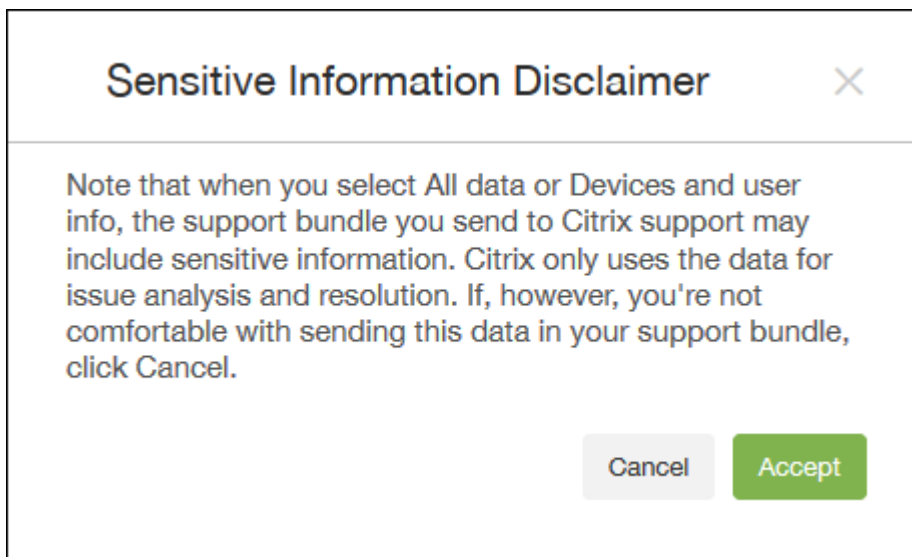 Sensitive Information Disclaimer
Note that when you select All data or Devices and user
info, the support bundle you send to Citrix support may
include sensitive information. Citrix only uses the data for
issue analysis and resolution. If, however, you're not
comfortable with sending this data in your support bundle,
click Cancel.
Cancel Accept